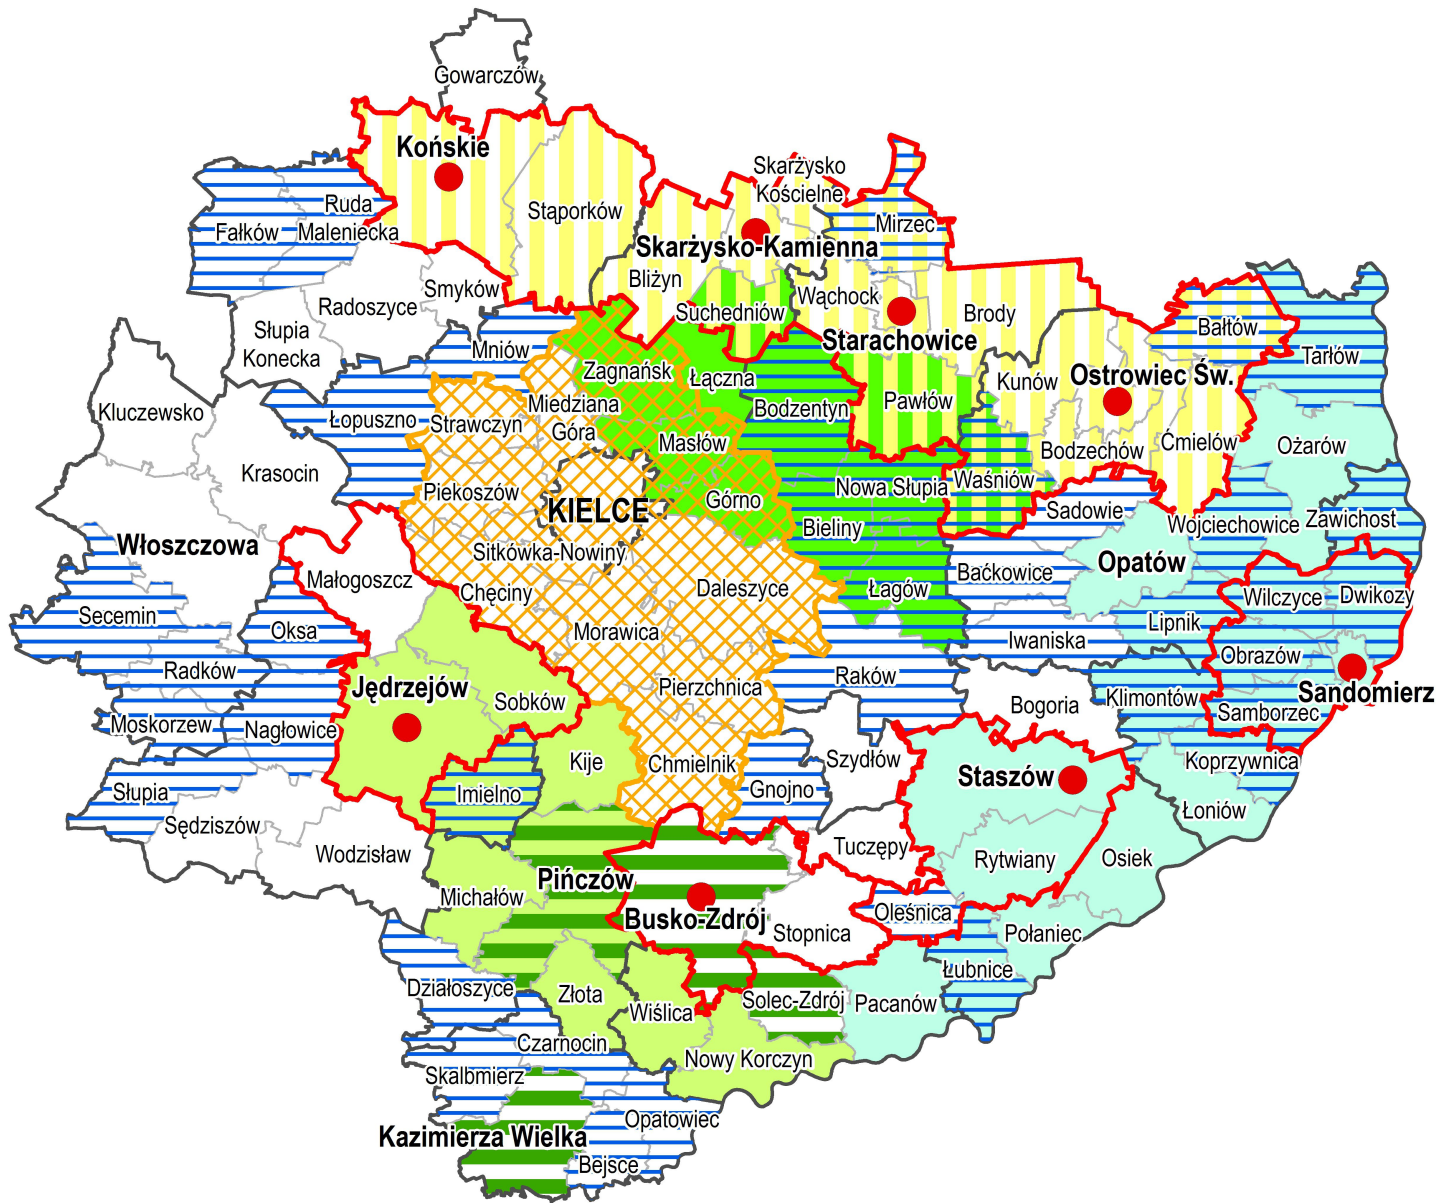 Gowarczów
Końskie
Stąporków
Skarżysko
Kościelne
Mirzec
Ruda
Maleniecka
Fałków
Skarżysko-Kamienna
Bliżyn
Suchedniów
Wąchock
Brody
Starachowice
Smyków
Radoszyce
Słupia
Konecka
Mniów
Zagnańsk
Łączna
Bodzentyn
Pawłów
Kunów
Ostrowiec Św.
Bałtów
Tarłów
Kluczewsko
Łopuszno
Strawczyn
Miedziana
Góra
Masłów
Bodzechów
Ćmielów
Ożarów
Krasocin
Piekoszów
KIELCE
Górno
Nowa Słupia
Waśniów
Sadowie
Wojciechowice
Zawichost
Włoszczowa
Sitkówka-Nowiny
Bieliny
Małogoszcz
Chęciny
Daleszyce
Łagów
Baćkowice
Opatów
Wilczyce
Dwikozy
Secemin
Oksa
Morawica
Iwaniska
Lipnik
Obrazów
Radków
Raków
Jędrzejów
Sobków
Pierzchnica
Bogoria
Klimontów
Sandomierz
Samborzec
Moskorzew
Nagłowice
Kije
Chmielnik
Szydłów
Staszów
Koprzywnica
Słupia
Imielno
Gnojno
Łoniów
Sędziszów
Wodzisław
Tuczępy
Rytwiany
Osiek
Michałów
Pińczów
Busko-Zdrój
Stopnica
Oleśnica
Połaniec
Działoszyce
Złota
Wiślica
Solec-Zdrój
Pacanów
Łubnice
Czarnocin
Nowy Korczyn
Skalbmierz
Opatowiec
Kazimierza Wielka
Bejsce